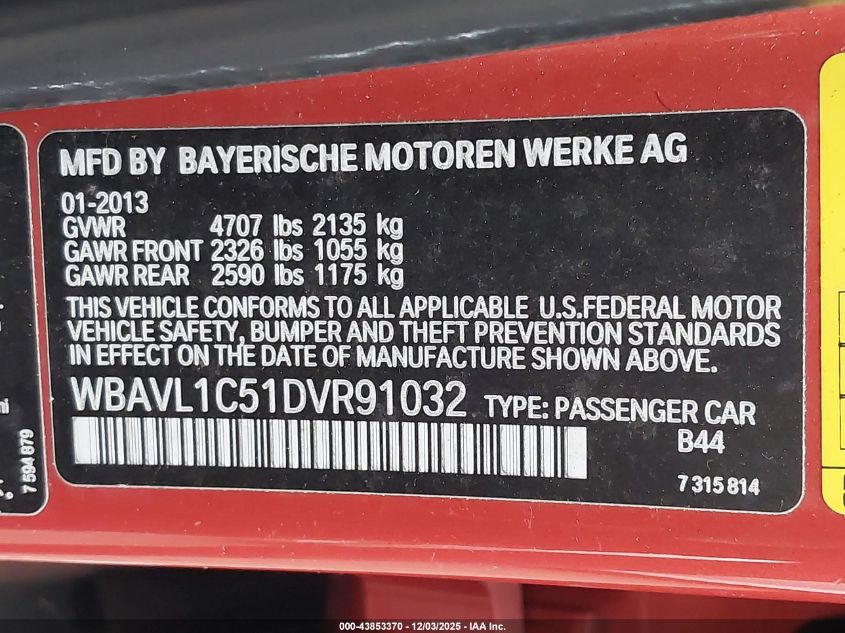 MFD BY BAYERISCHE MOTOREN WERKE AG
01-2013
GVWR 4707 lbs 2135 kg
GAWR FRONT 2326 lbs 1055 kg
GAWR REAR 2590 lbs 1175 kg
THIS VEHICLE CONFORMS TO ALL APPLICABLE U.S.FEDERAL MOTOR
VEHICLE SAFETY, BUMPER AND THEFT PREVENTION STANDARDS
IN EFFECT ON THE DATE OF MANUFACTURE SHOWN ABOVE.
WBAVL1C51DVR91032 TYPE: PASSENGER CAR
B44
7 315 814
7 594 879
000-43853370 - 12/03/2025 - IAA Inc.